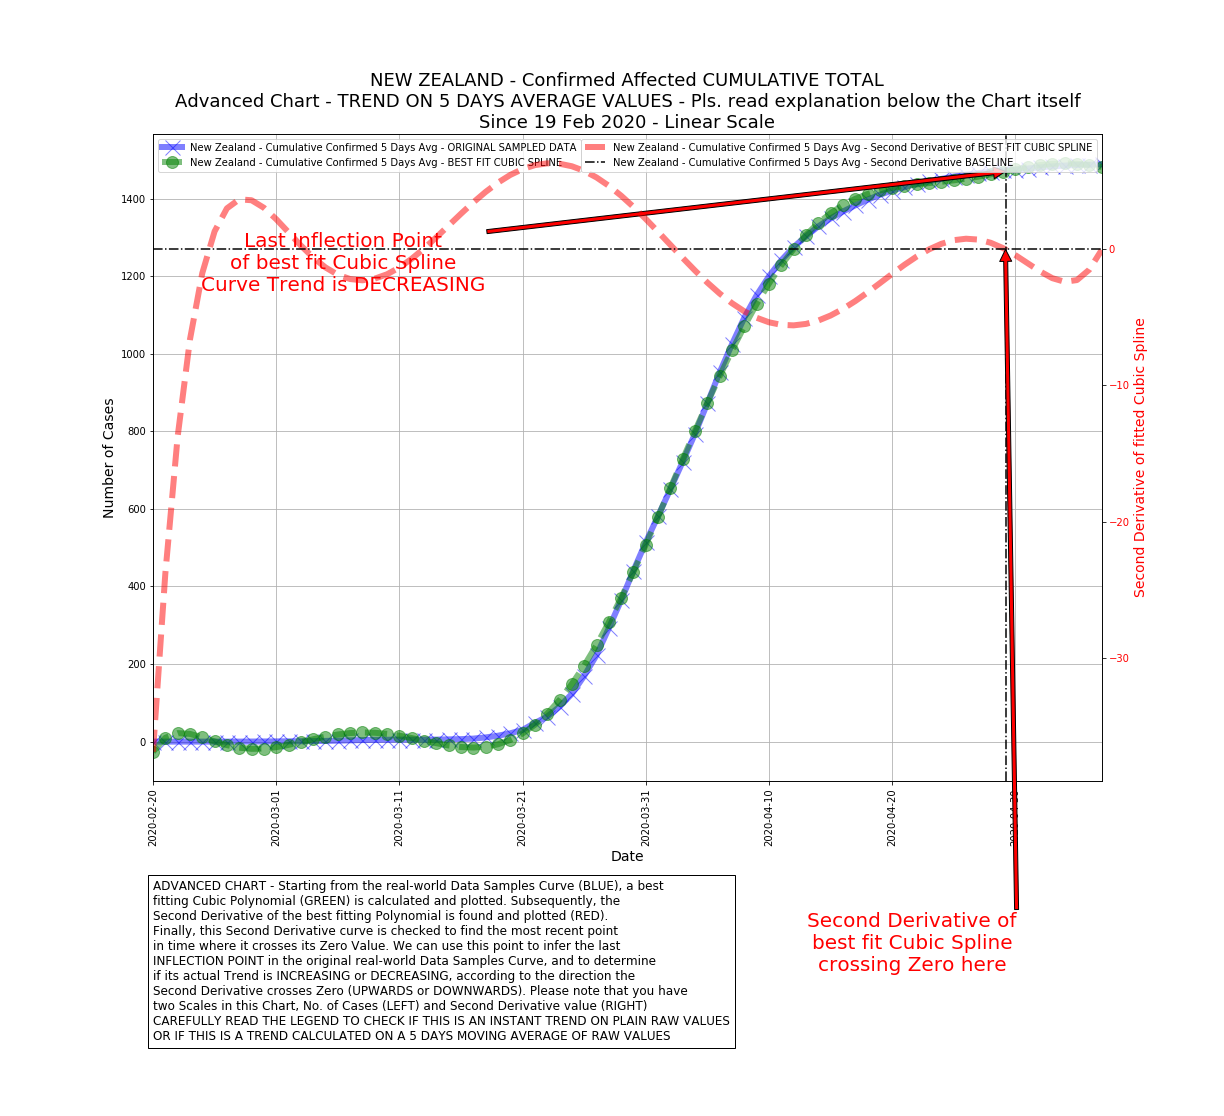 NEW ZEALAND - Confirmed Affected CUMULATIVE TOTAL
Advanced Chart - TREND ON 5 DAYS AVERAGE VALUES - Pls. read explanation below the Chart itself
Since 19 Feb 2020 - Linear Scale
New Zealand - Cumulative Confirmed 5 Days Avg - ORIGINAL SAMPLED DATA
New Zealand - Cumulative Confirmed 5 Days Avg - BEST FIT CUBIC SPLINE
New Zealand - Cumulative Confirmed 5 Days Avg - Second Derivative of BEST FIT CUBIC SPLINE
New Zealand - Cumulative Confirmed 5 Days Avg - Second Derivative BASELINE
Last Inflection Point
of best fit Cubic Spline
Curve Trend is DECREASING
1400
1200
1000
800
600
400
200
0
Number of Cases
0
−10
−20
−30
Second Derivative of fitted Cubic Spline
2020-02-20
2020-03-01
2020-03-11
2020-03-21
2020-03-31
2020-04-10
2020-04-20
2020-04-30
Date
ADVANCED CHART - Starting from the real-world Data Samples Curve (BLUE), a best
fitting Cubic Polynomial (GREEN) is calculated and plotted. Subsequently, the
Second Derivative of the best fitting Polynomial is found and plotted (RED).
Finally, this Second Derivative curve is checked to find the most recent point
in time where it crosses its Zero Value. We can use this point to infer the last
INFLECTION POINT in the original real-world Data Samples Curve, and to determine
if its actual Trend is INCREASING or DECREASING, according to the direction the
Second Derivative crosses Zero (UPWARDS or DOWNWARDS). Please note that you have
two Scales in this Chart, No. of Cases (LEFT) and Second Derivative value (RIGHT)
CAREFULLY READ THE LEGEND TO CHECK IF THIS IS AN INSTANT TREND ON PLAIN RAW VALUES
OR IF THIS IS A TREND CALCULATED ON A 5 DAYS MOVING AVERAGE OF RAW VALUES
Second Derivative of
best fit Cubic Spline
crossing Zero here